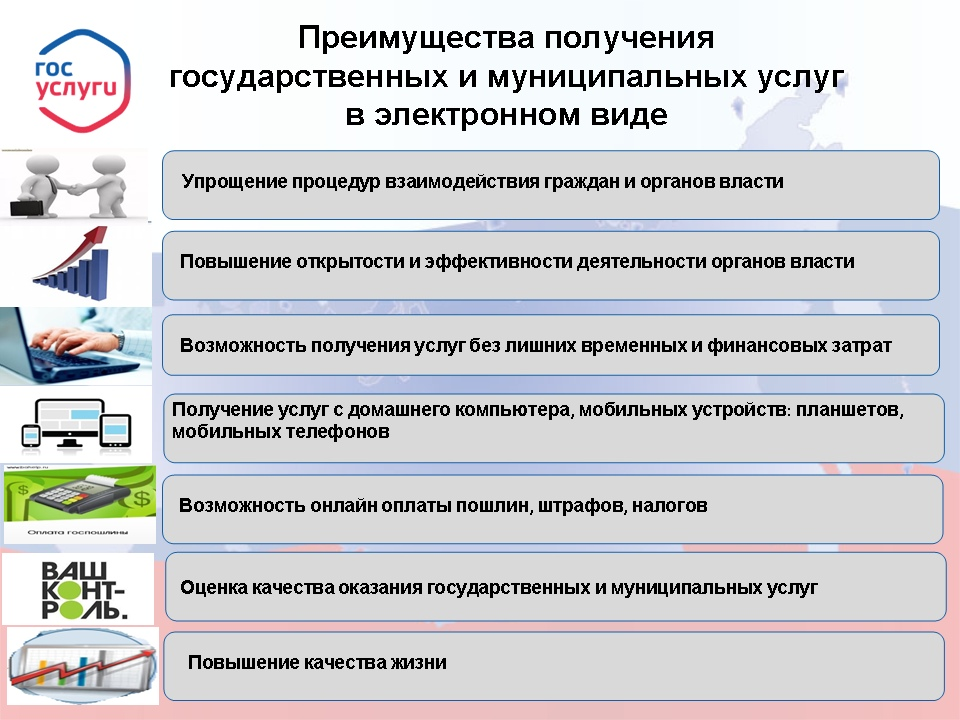 гос
услуги
Преимущества получения
государственных и муниципальных услуг
в электронном виде
Упрощение процедур взаимодействия граждан и органов власти
Повышение открытости и эффективности деятельности органов власти
Возможность получения услуг без лишних временных и финансовых затрат
Получение услуг с домашнего компьютера, мобильных устройств: планшетов,
мобильных телефонов
Оплата госпошлины
Возможность онлайн оплаты пошлин, штрафов, налогов
ВАШ
КОНТ-
РОЛЬ.
Оценка качества оказания государственных и муниципальных услуг
Повышение качества жизни